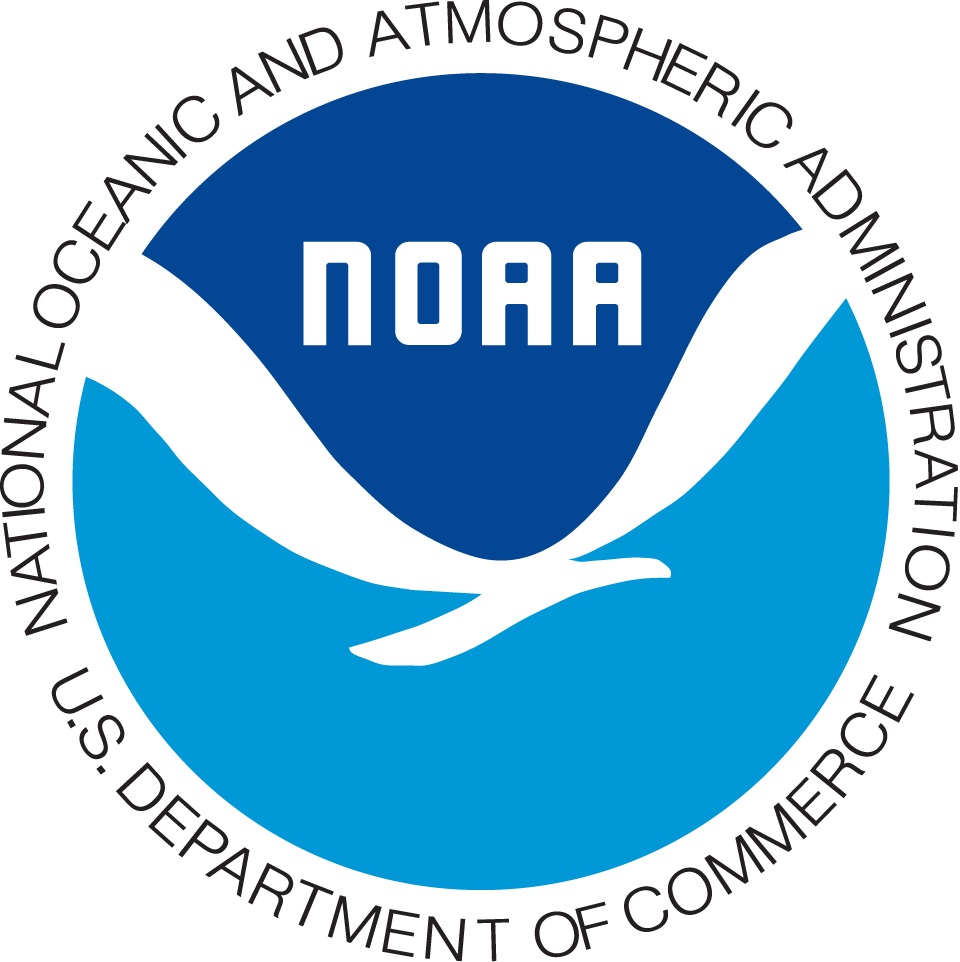 NATIONAL OCEANIC AND ATMOSPHERIC ADMINISTRATION
NOAA
U.S. DEPARTMENT OF COMMERCE